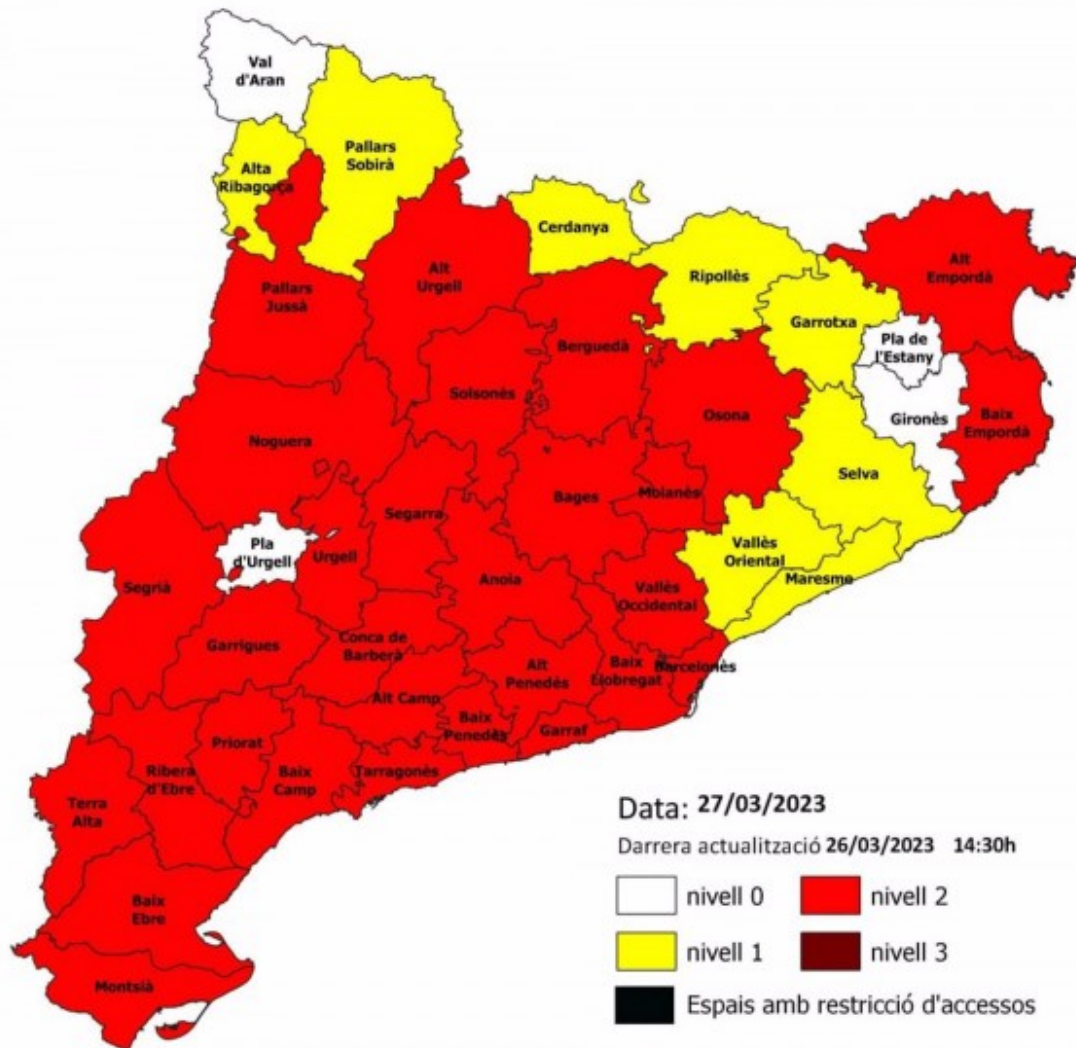 Val
d'Aran
Pallars
Sobirà
Alta
Ribagorça
Cerdanya
Ripollès
Alt
Empordà
Alt
Urgell
Pallars
Jussà
Garrotxa
Pla de
l'Estany
Berguedà
Solsonès
Osona
Gironès
Baix
Empordà
Noguera
Selva
Bages
Moianès
Segarra
Vallès
Oriental
Pla
d'Urgell
Urgell
Anoia
Maresme
Segrià
Vallès
Occidental
Garrigues
Conca de
Barberà
Alt
Penedés
Baix
Llobregat
Barcelonès
Alt Camp
Baix
Penedès
Garraf
Priorat
Ribera
d'Ebre
Baix
Camp
Tarragonès
Terra
Alta
Baix
Ebre
Montsià
Data: 27/03/2023
Darrera actualització 26/03/2023 14:30h
nivell 0 nivell 2
nivell 1 nivell 3
Espais amb restricció d'accessos